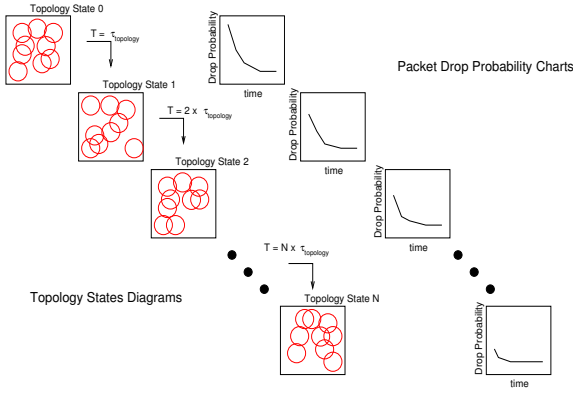 Topology State 0
T = τtopology
Drop Probability
time
Packet Drop Probability Charts
Topology State 1
T = 2 x τtopology
Drop Probability
time
Topology State 2
Drop Probability
time
T = N x τtopology
Topology States Diagrams
Topology State N
Drop Probability
time